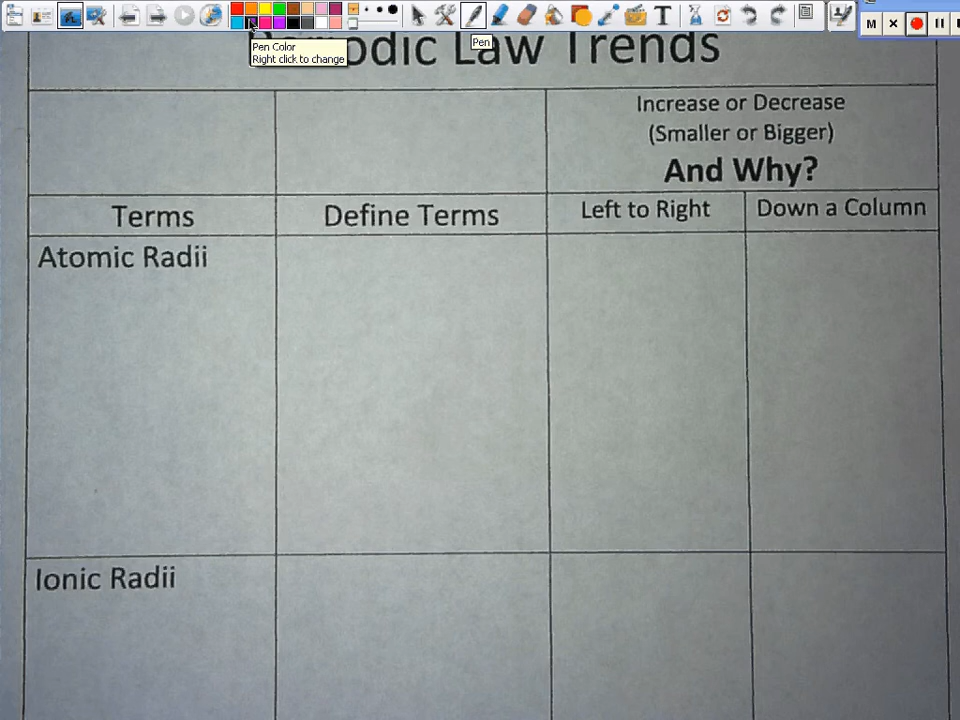 Pen Color
Right click to change
Pen
T
M
Periodic Law Trends
Increase or Decrease
(Smaller or Bigger)
And Why?
Terms
Define Terms
Left to Right
Down a Column
Atomic Radii
Ionic Radii